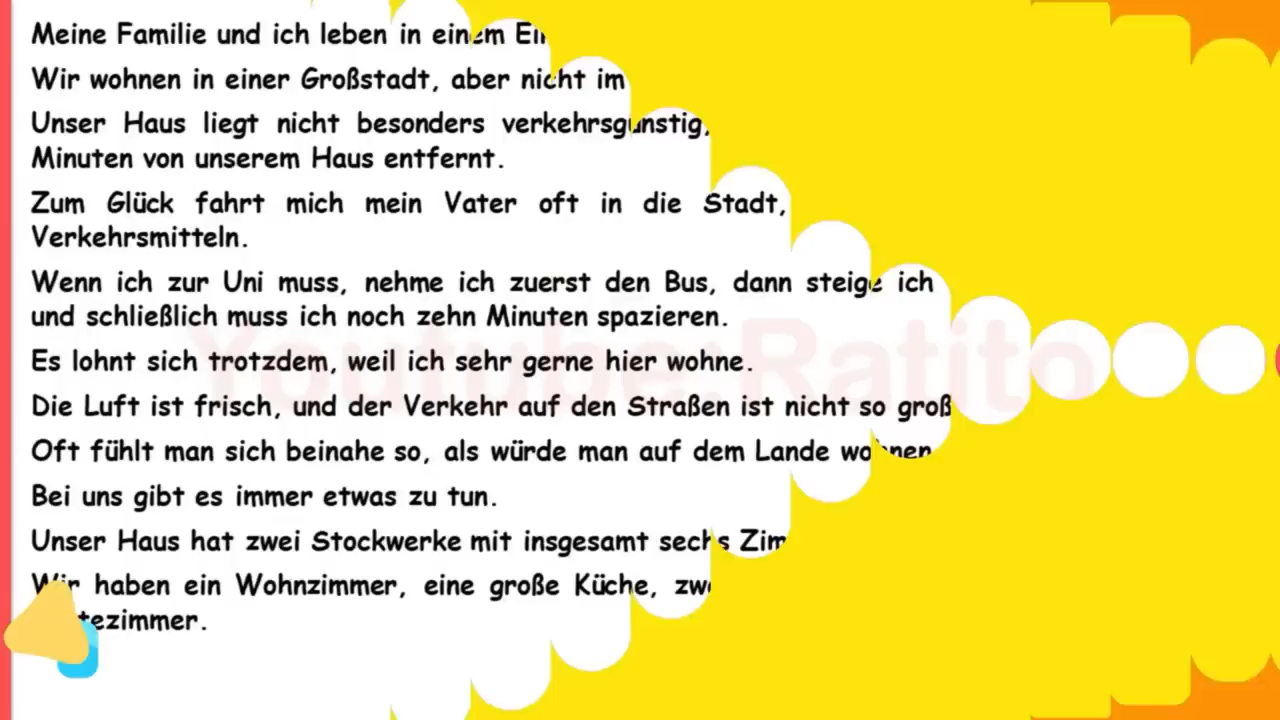 Meine Familie und ich leben in einem
Wir wohnen in einer Großstadt, aber nicht im
Unser Haus liegt nicht besonders verkehrsgünstig,
Minuten von unserem Haus entfernt.
Zum Glück fahrt mich mein Vater oft in die Stadt,
Verkehrsmitteln.
Wenn ich zur Uni muss, nehme ich zuerst den Bus, dann steige ich
und schließlich muss ich noch zehn Minuten spazieren.
Es lohnt sich trotzdem, weil ich sehr gerne hier wohne.
Die Luft ist frisch, und der Verkehr auf den Straßen ist nicht so groß
Oft fühlt man sich beinahe so, als würde man auf dem Lande wohnen
Bei uns gibt es immer etwas zu tun.
Unser Haus hat zwei Stockwerke mit insgesamt sechs
Wir haben ein Wohnzimmer, eine große Küche,
Youtube:Ratito